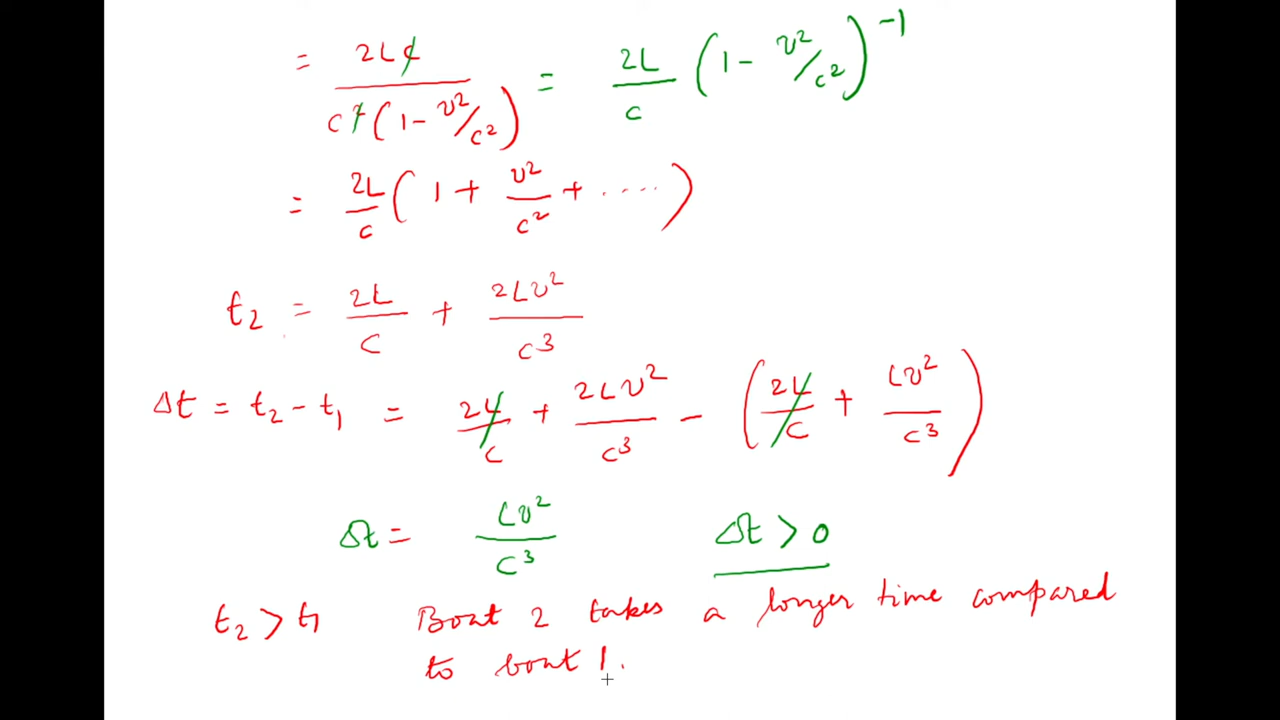 = 2Lc / c²(1 - v²/c²) = 2L/c (1 - v²/c²)⁻¹
= 2L/c (1 + v²/c² + ....)
t₂ = 2L/c + 2Lv²/c³
Δt = t₂ - t₁ = 2L/c + 2Lv²/c³ - (2L/c + Lv²/c³)
Δt = Lv²/c³ Δt > 0
t₂ > t₁ Boat 2 takes a longer time compared
to boat 1.